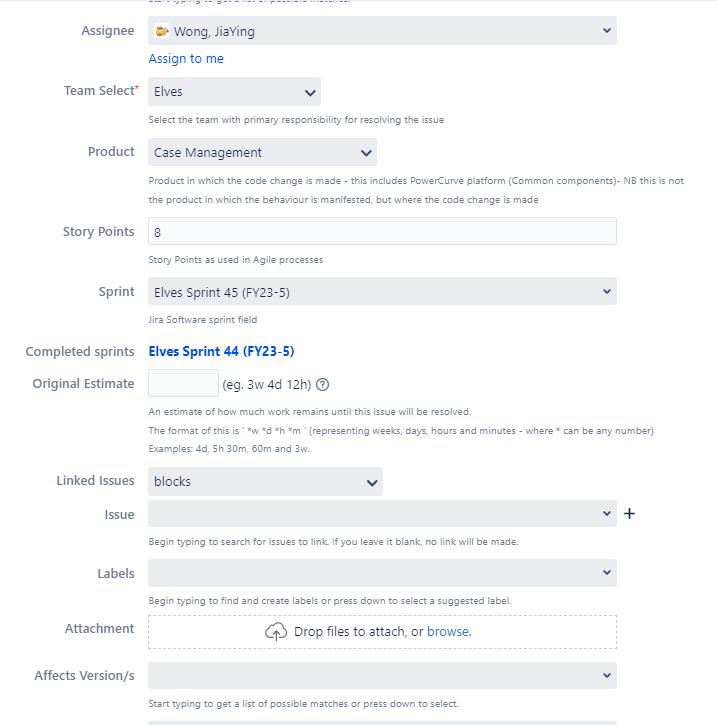 Start typing to get a list of possible matches.
Assignee
Wong, JiaYing
Assign to me
Team Select*
Elves
Select the team with primary responsibility for resolving the issue
Product
Case Management
Product in which the code change is made - this includes PowerCurve platform (Common components)- NB this is not
the product in which the behaviour is manifested, but where the code change is made
Story Points
8
Story Points as used in Agile processes
Sprint
Elves Sprint 45 (FY23-5)
Jira Software sprint field
Completed sprints
Elves Sprint 44 (FY23-5)
Original Estimate
(eg. 3w 4d 12h)
An estimate of how much work remains until this issue will be resolved.
The format of this is ' *w *d *h *m ' (representing weeks, days, hours and minutes - where * can be any number)
Examples: 4d, 5h 30m, 60m and 3w.
Linked Issues
blocks
Issue
Begin typing to search for issues to link. If you leave it blank, no link will be made.
Labels
Begin typing to find and create labels or press down to select a suggested label.
Attachment
Drop files to attach, or browse.
Affects Version/s
Start typing to get a list of possible matches or press down to select.